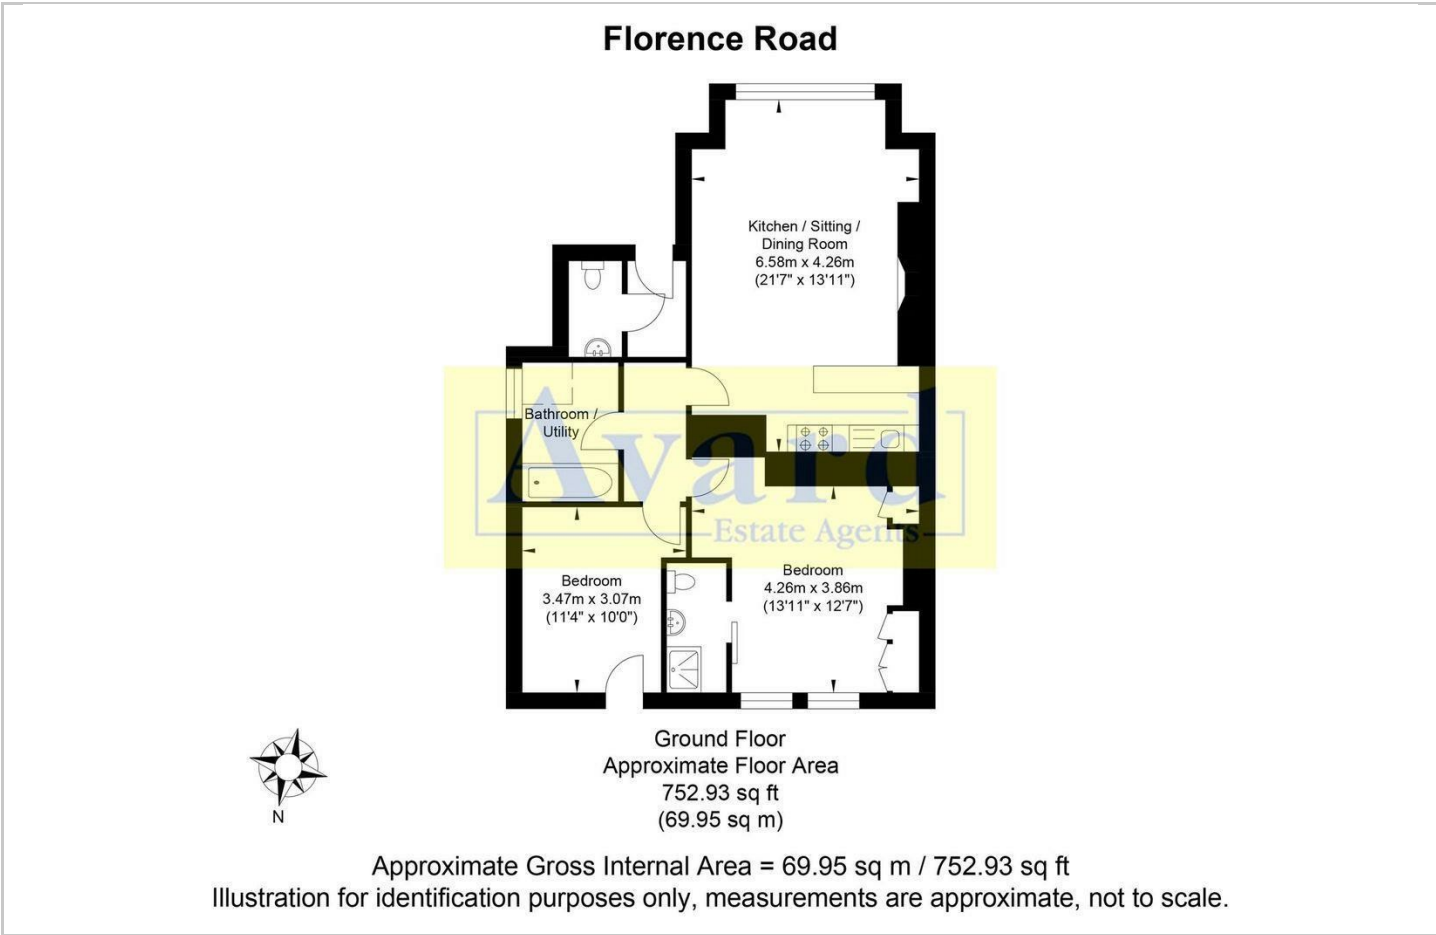 Florence Road
Kitchen / Sitting /
Dining Room
6.58m x 4.26m
(21'7" x 13'11")
Bathroom /
Utility
Avard
Estate Agents
Bedroom
3.47m x 3.07m
(11'4" x 10'0")
Bedroom
4.26m x 3.86m
(13'11" x 12'7")
N
Ground Floor
Approximate Floor Area
752.93 sq ft
(69.95 sq m)
Approximate Gross Internal Area = 69.95 sq m / 752.93 sq ft
Illustration for identification purposes only, measurements are approximate, not to scale.